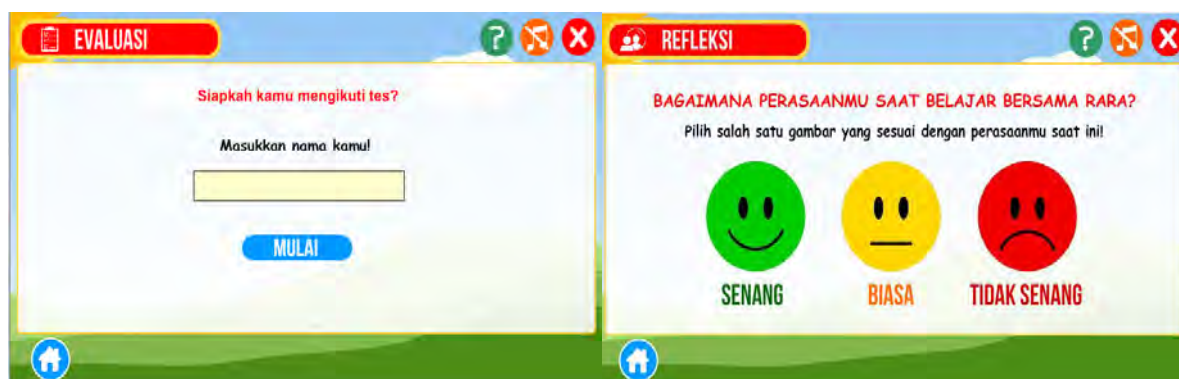 EVALUASI
Siapkah kamu mengikuti tes?
Masukkan nama kamu!
MULAI
REFLEKSI
BAGAIMANA PERASAANMU SAAT BELAJAR BERSAMA RARA?
Pilih salah satu gambar yang sesuai dengan perasaanmu saat ini!
SENANG
BIASA
TIDAK SENANG